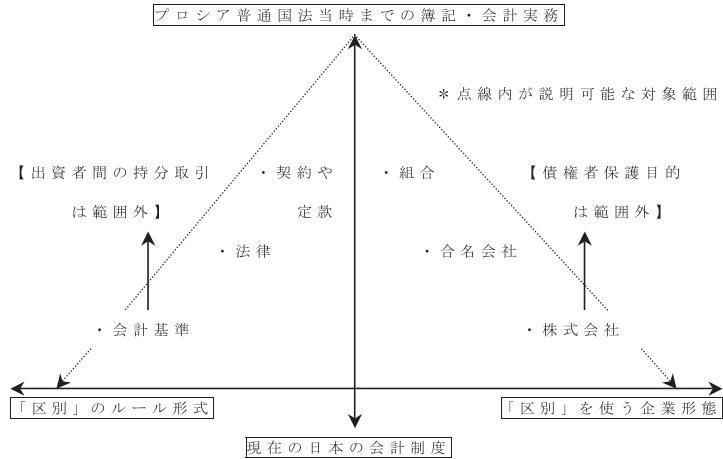 プロシア普通国法当時までの簿記・会計実務
＊点線内が説明可能な対象範囲
【出資者間の持分取引
は範囲外】
・契約や
定款
・組合
【債権者保護目的
は範囲外】
・法律
・合名会社
・会計基準
・株式会社
「区別」のルール形式
「区別」を使う企業形態
現在の日本の会計制度